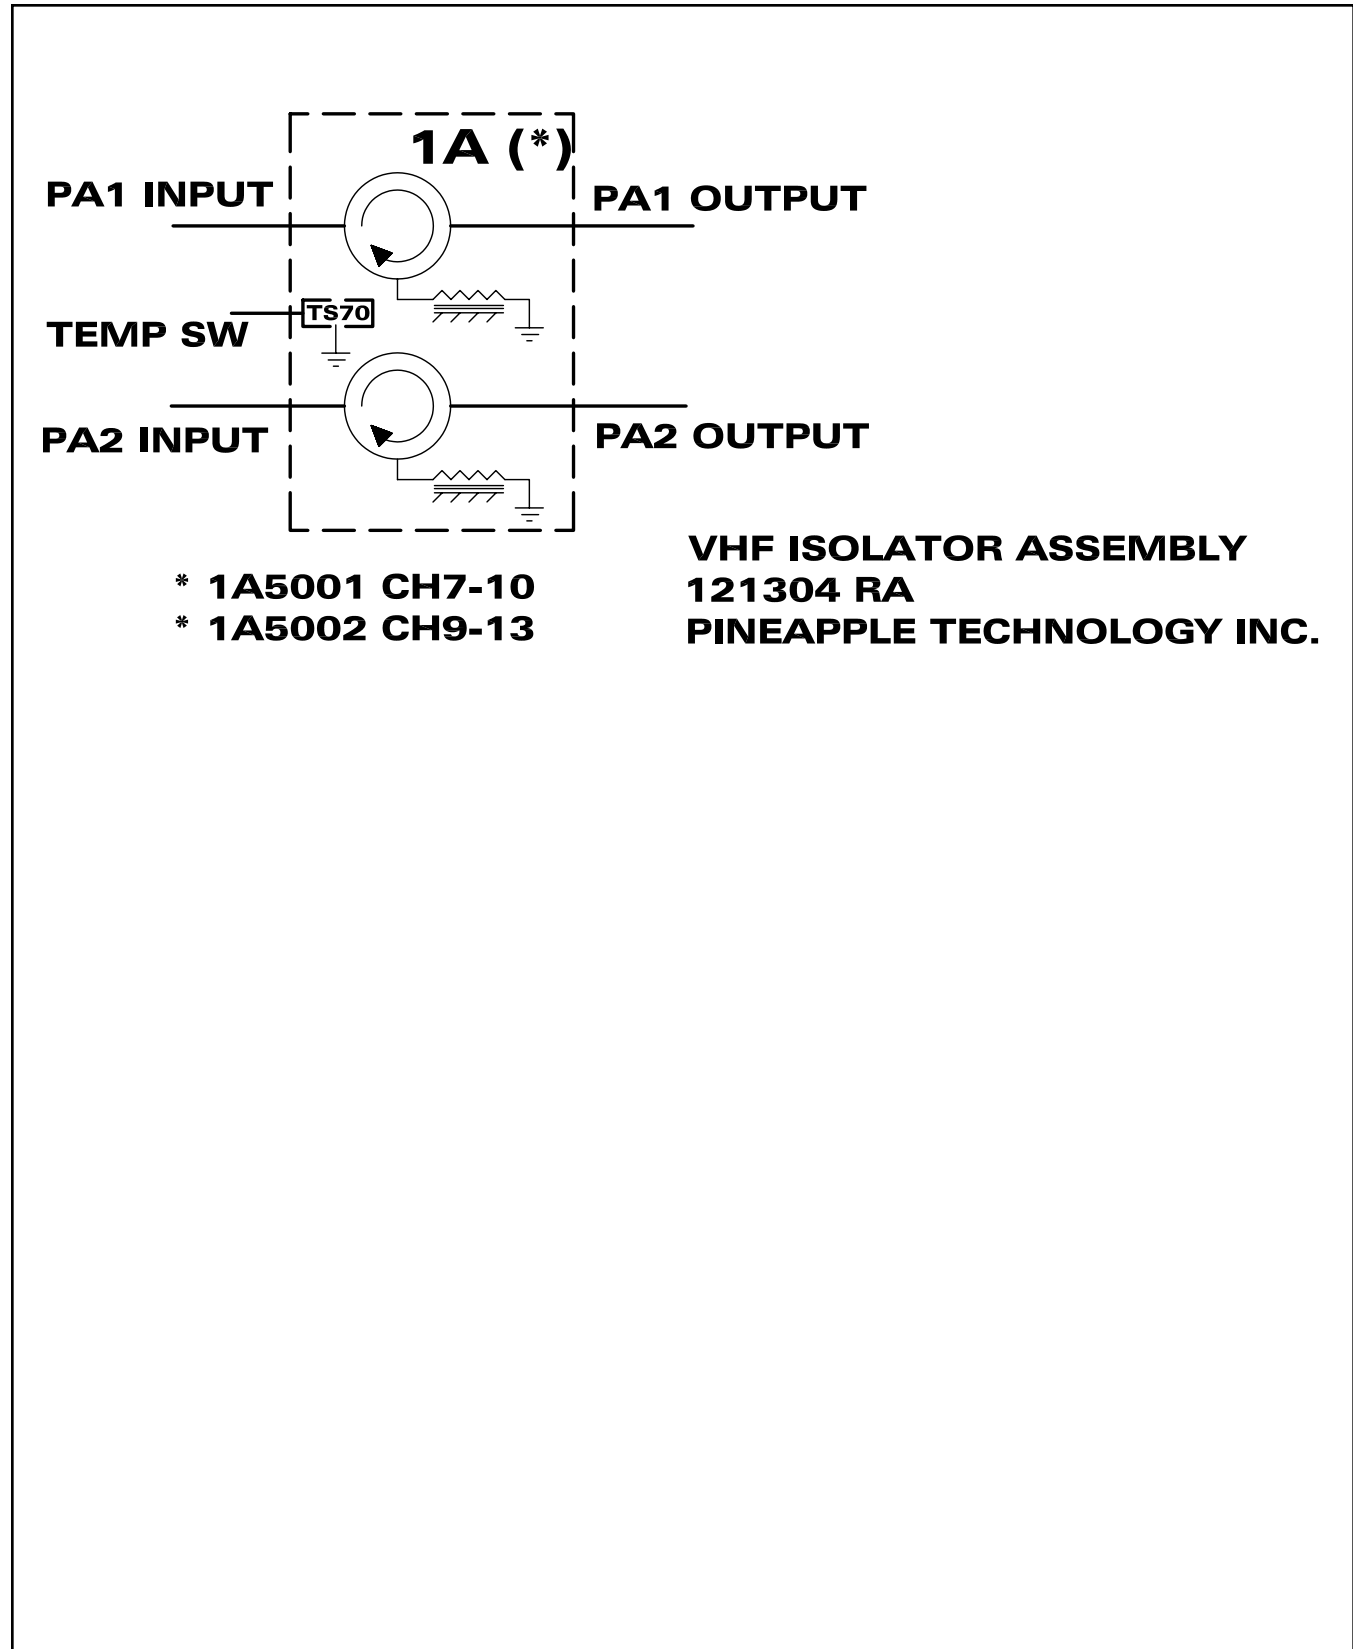 1A (*)
PA1 INPUT
PA1 OUTPUT
TS70
TEMP SW
PA2 INPUT
PA2 OUTPUT
* 1A5001 CH7-10
* 1A5002 CH9-13
VHF ISOLATOR ASSEMBLY
121304 RA
PINEAPPLE TECHNOLOGY INC.